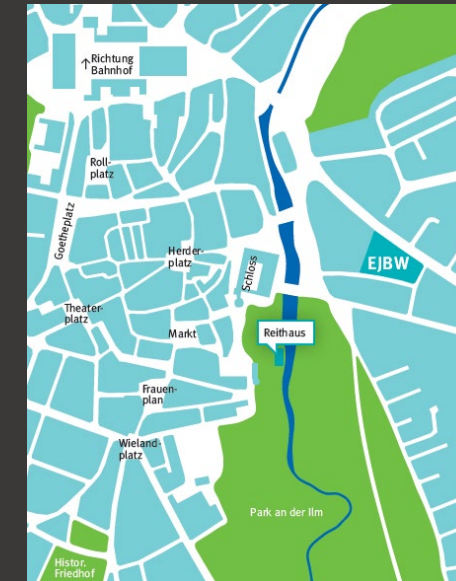 ↑Richtung
Bahnhof
Roll-
platz
Goetheplatz
Herder-
platz
Schloss
EJBW
Theater-
platz
Markt
Reithaus
Frauen-
plan
Wieland-
platz
Park an der Ilm
Histor.
Friedhof